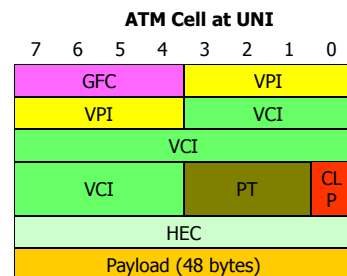 ATM Cell at UNI
7 6 5 4 3 2 1 0
GFC VPI
VPI VCI
VCI
VCI PT CL
P
HEC
Payload (48 bytes)